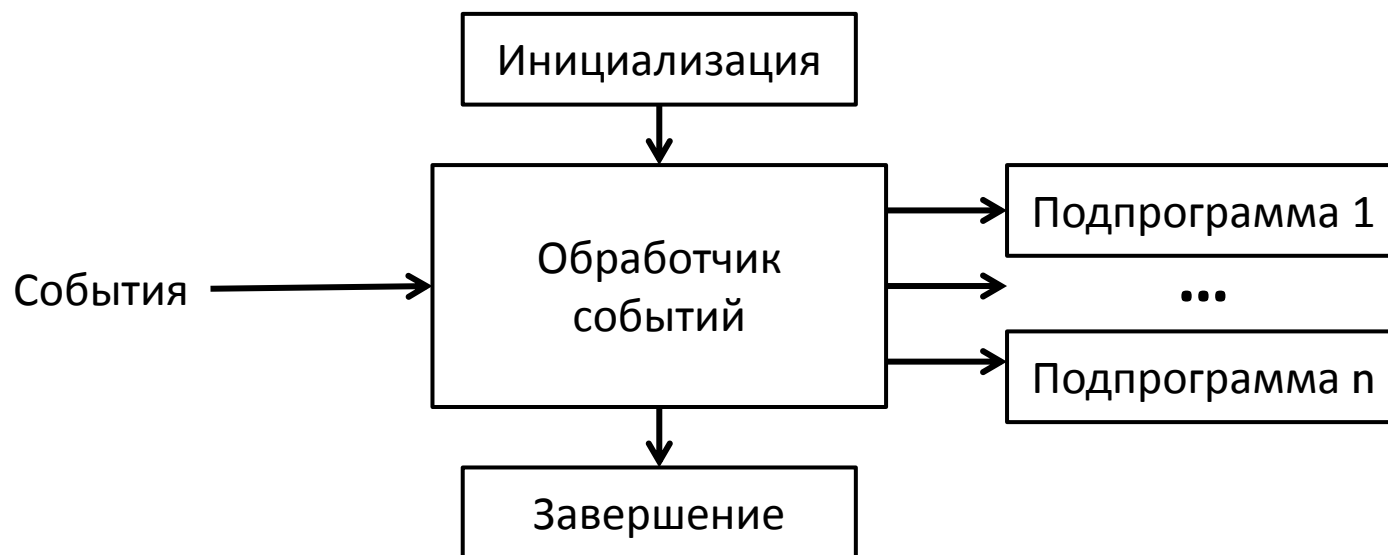 Инициализация
События
Обработчик
событий
Подпрограмма 1
...
Подпрограмма n
Завершение